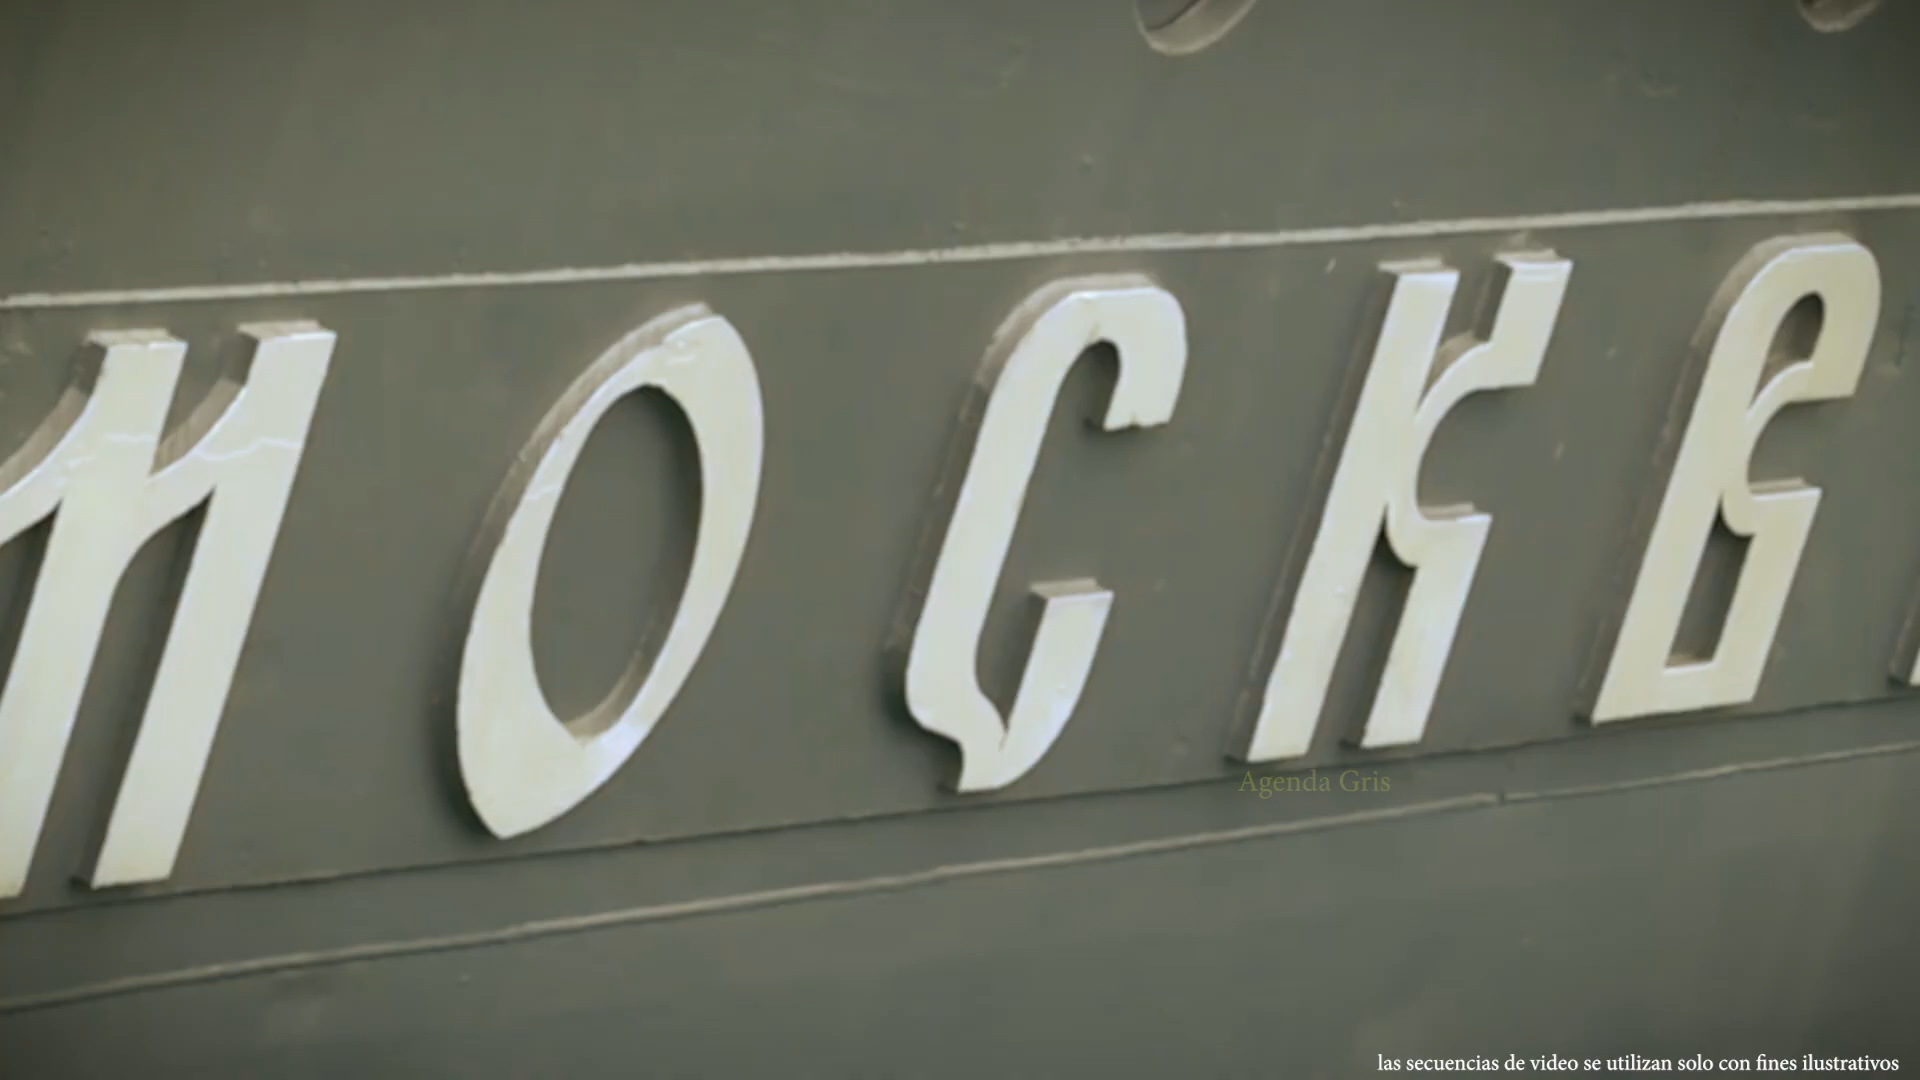 МОСКВ
Agenda Gris
las secuencias de video se utilizan solo con fines ilustrativos